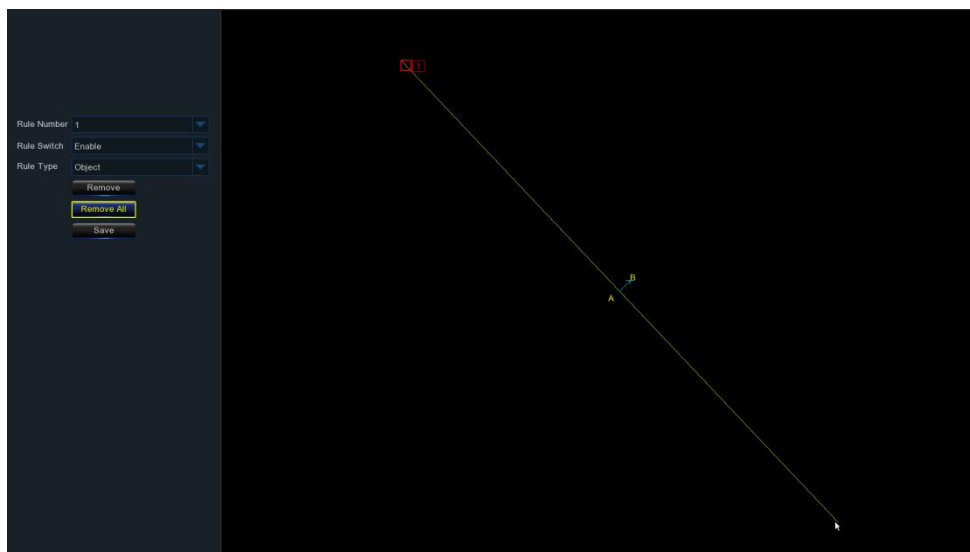 Rule Number 1
Rule Switch Enable
Rule Type Object
Remove
Remove All
Save
1
B
A